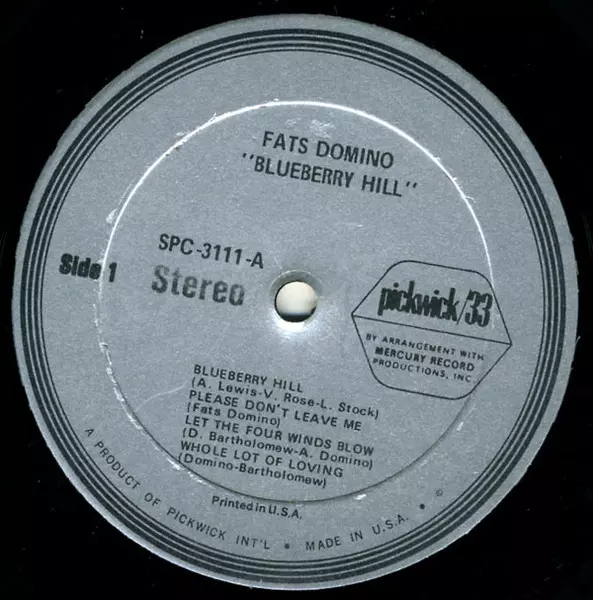 FATS DOMINO
"BLUEBERRY HILL"
SPC-3111-A
Side 1
Stereo
pickwick/33
BY ARRANGEMENT WITH
MERCURY RECORD
PRODUCTIONS, INC.
BLUEBERRY HILL
(A. Lewis-V. Rose-L. Stock)
PLEASE DON'T LEAVE ME
(Fats Domino)
LET THE FOUR WINDS BLOW
(D. Bartholomew-A. Domino)
WHOLE LOT OF LOVING
(Domino-Bartholomew)
Printed in U.S.A.
A PRODUCT OF PICKWICK INT'L • MADE IN U.S.A. • ©